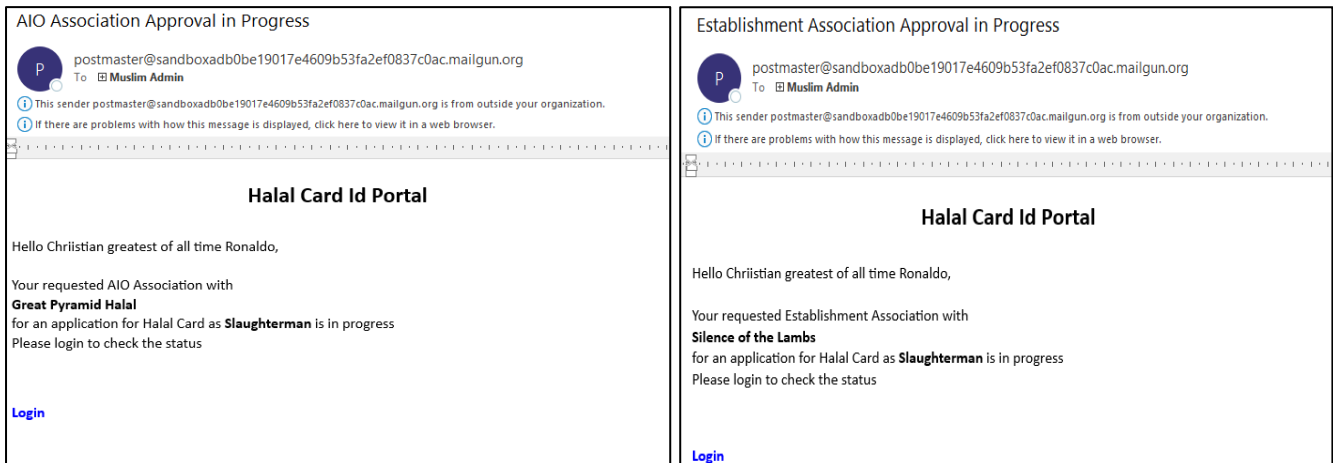 AIO Association Approval in Progress
P
postmaster@sandboxadb0be19017e4609b53fa2ef0837c0ac.mailgun.org
To Muslim Admin
This sender postmaster@sandboxadb0be19017e4609b53fa2ef0837c0ac.mailgun.org is from outside your organization.
If there are problems with how this message is displayed, click here to view it in a web browser.
Halal Card Id Portal
Hello Chriistian greatest of all time Ronaldo,
Your requested AIO Association with
Great Pyramid Halal
for an application for Halal Card as Slaughterman is in progress
Please login to check the status
Login
Establishment Association Approval in Progress
P
postmaster@sandboxadb0be19017e4609b53fa2ef0837c0ac.mailgun.org
To Muslim Admin
This sender postmaster@sandboxadb0be19017e4609b53fa2ef0837c0ac.mailgun.org is from outside your organization.
If there are problems with how this message is displayed, click here to view it in a web browser.
Halal Card Id Portal
Hello Chriistian greatest of all time Ronaldo,
Your requested Establishment Association with
Silence of the Lambs
for an application for Halal Card as Slaughterman is in progress
Please login to check the status
Login